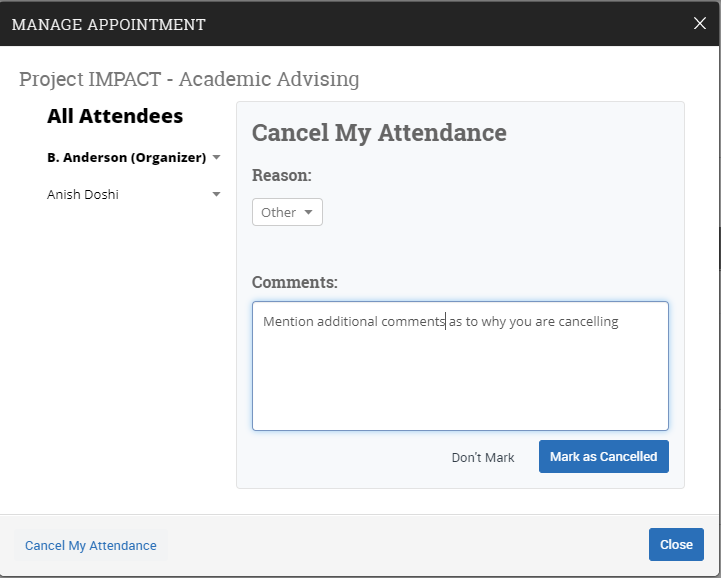 MANAGE APPOINTMENT
Project IMPACT - Academic Advising
All Attendees
B. Anderson (Organizer)
Anish Doshi
Cancel My Attendance
Reason:
Other
Comments:
Mention additional comments as to why you are cancelling
Don't Mark
Mark as Cancelled
Cancel My Attendance
Close